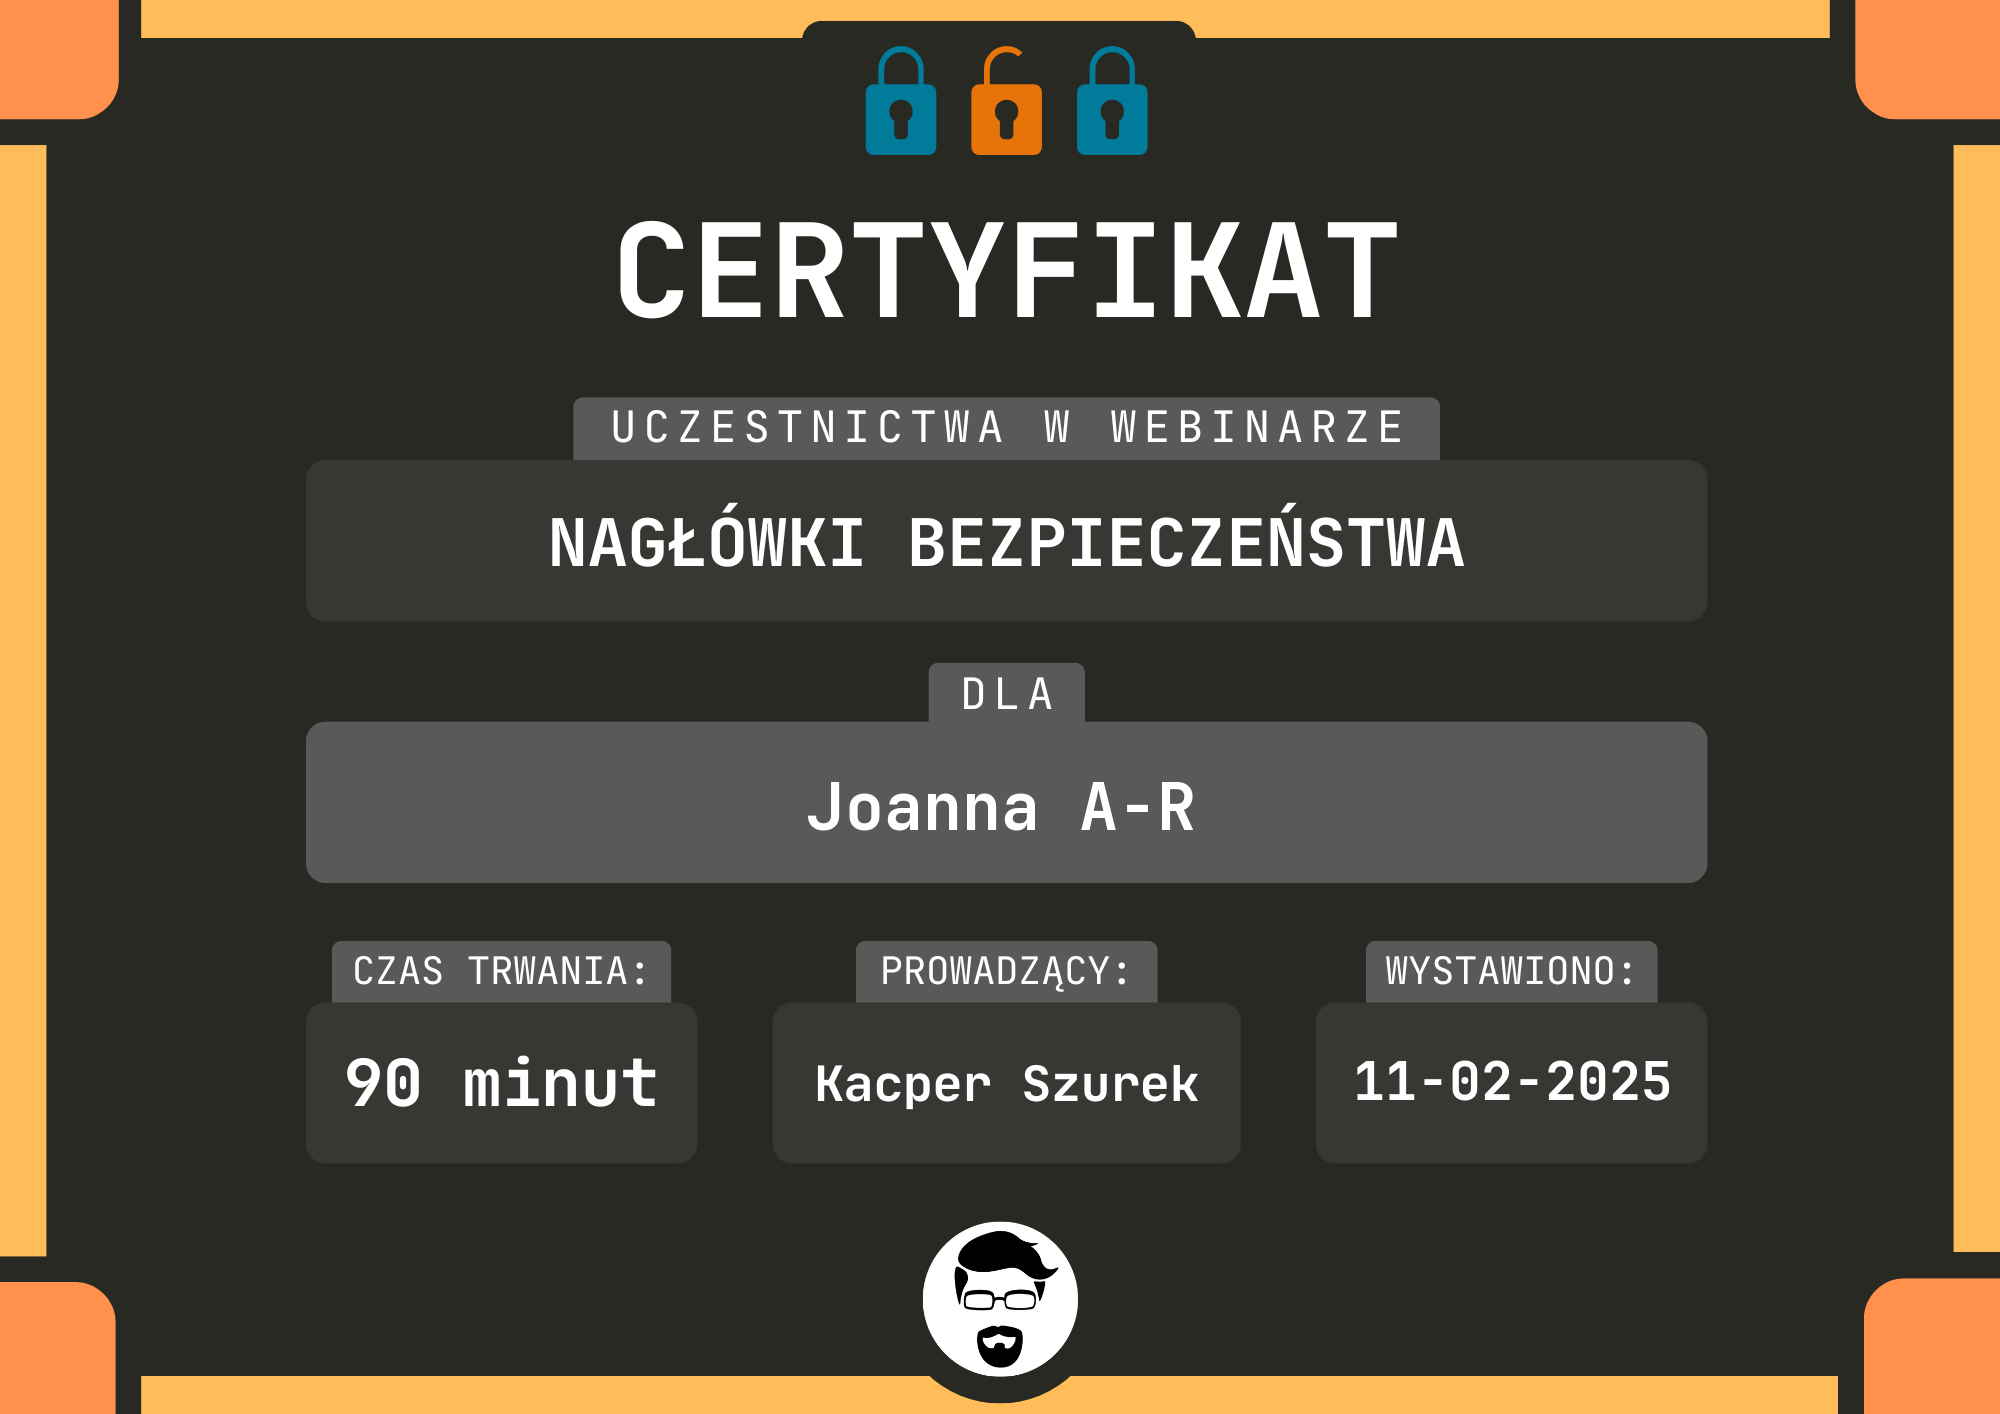 CERTYFIKAT
UCZESTNICTWA W WEBINARZE
NAGŁÓWKI BEZPIECZEŃSTWA
DLA
Joanna A-R
CZAS TRWANIA:
90 minut
PROWADZĄCY:
Kacper Szurek
WYSTAWIONO:
11-02-2025